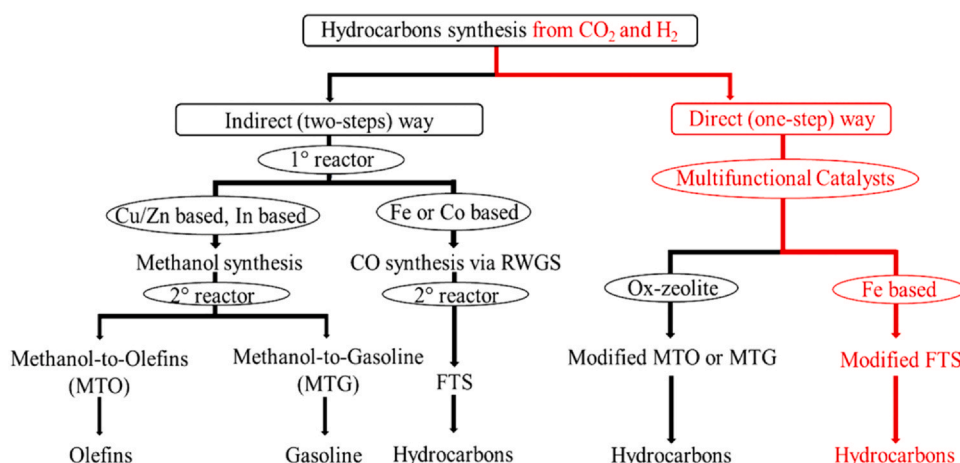 Hydrocarbons synthesis from CO₂ and H₂
Indirect (two-steps) way
Direct (one-step) way
1° reactor
Multifunctional Catalysts
Cu/Zn based, In based
Fe or Co based
Methanol synthesis
CO synthesis via RWGS
2° reactor
2° reactor
Ox-zeolite
Fe based
Methanol-to-Olefins
(MTO)
Methanol-to-Gasoline
(MTG)
FTS
Modified MTO or MTG
Modified FTS
Olefins
Gasoline
Hydrocarbons
Hydrocarbons
Hydrocarbons